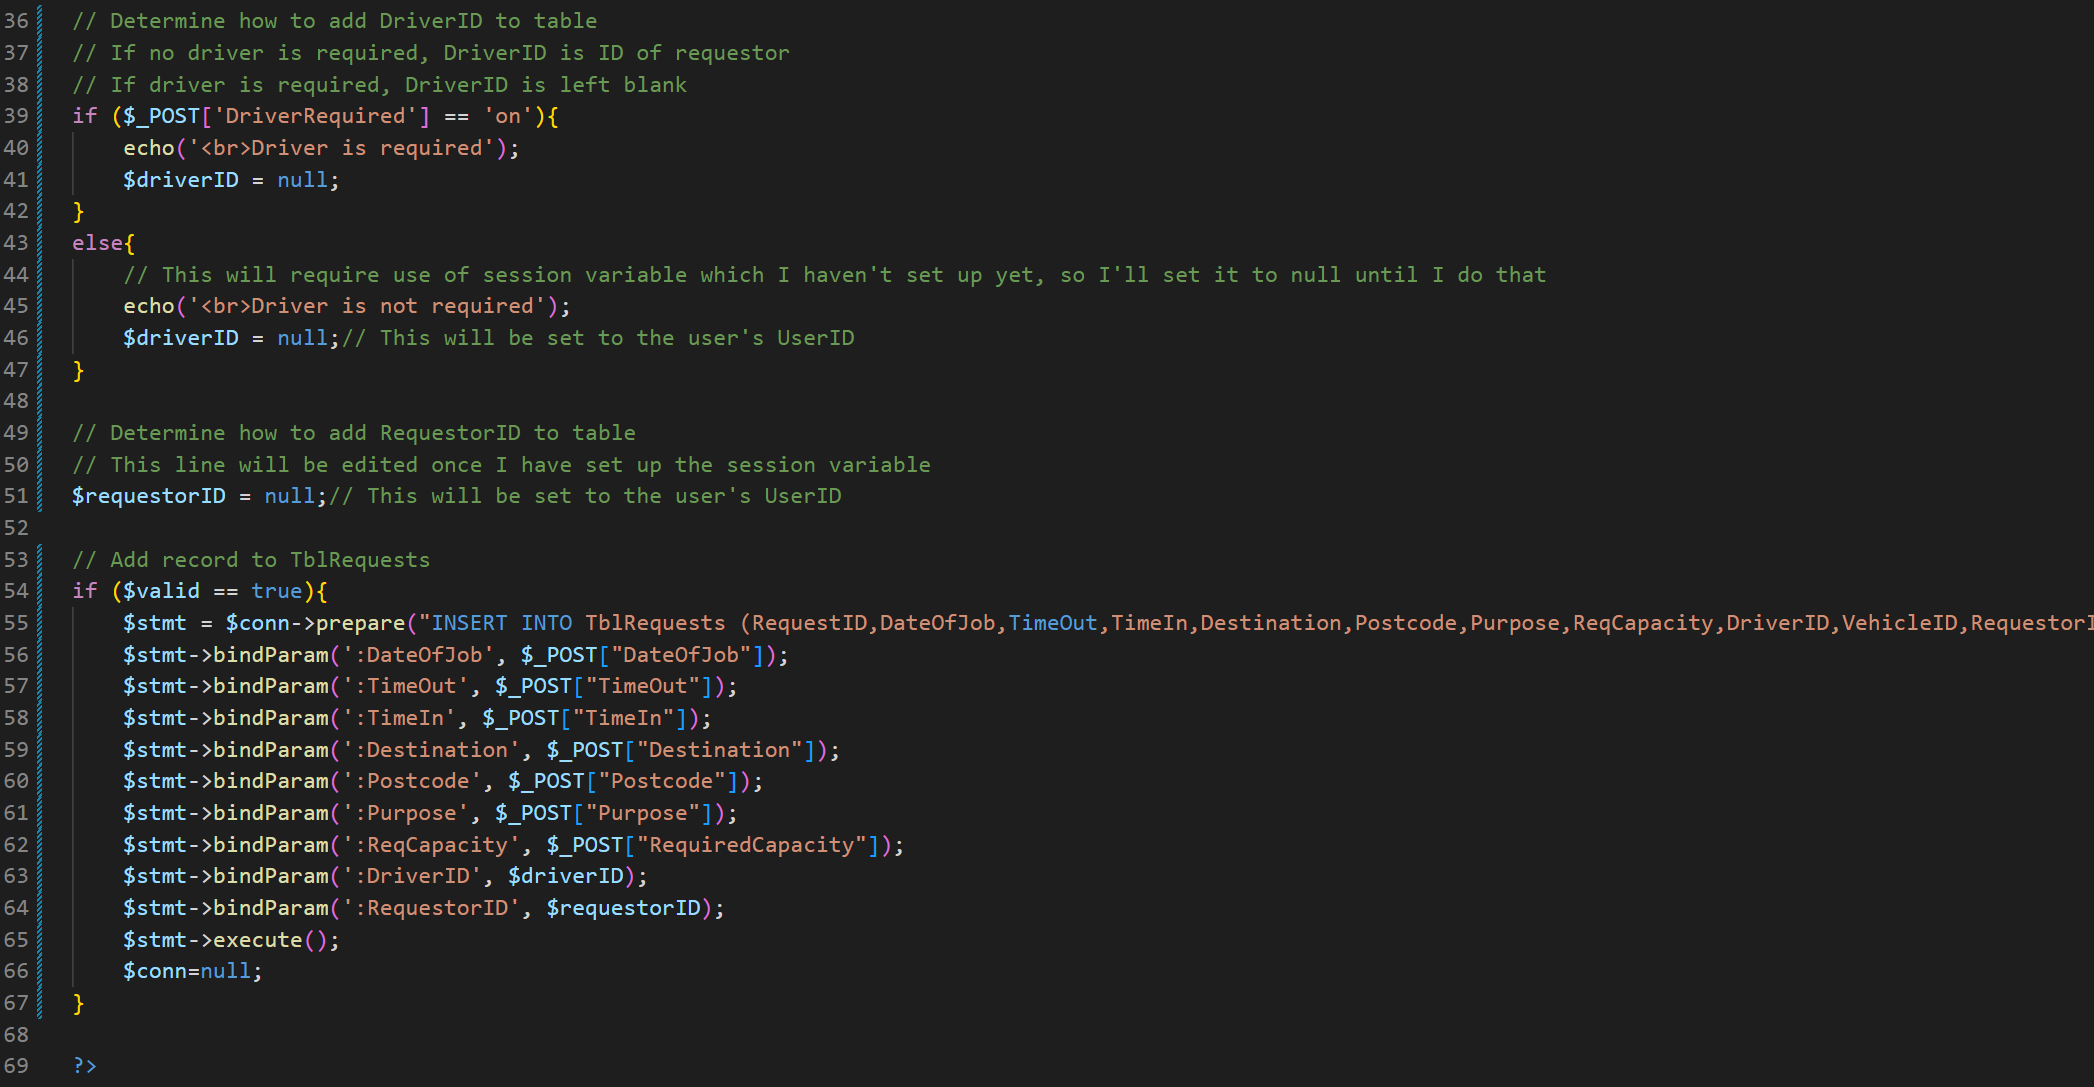 36 // Determine how to add DriverID to table
37 // If no driver is required, DriverID is ID of requestor
38 // If driver is required, DriverID is left blank
39 if ($_POST['DriverRequired'] == 'on'){
40     echo('<br>Driver is required');
41     $driverID = null;
42 }
43 else{
44     // This will require use of session variable which I haven't set up yet, so I'll set it to null until I do that
45     echo('<br>Driver is not required');
46     $driverID = null;// This will be set to the user's UserID
47 }
48
49 // Determine how to add RequestorID to table
50 // This line will be edited once I have set up the session variable
51 $requestorID = null;// This will be set to the user's UserID
52
53 // Add record to TblRequests
54 if ($valid == true){
55     $stmt = $conn->prepare("INSERT INTO TblRequests (RequestID,DateOfJob,TimeOut,TimeIn,Destination,Postcode,Purpose,ReqCapacity,DriverID,VehicleID,RequestorI
56     $stmt->bindParam(':DateOfJob', $_POST["DateOfJob"]);
57     $stmt->bindParam(':TimeOut', $_POST["TimeOut"]);
58     $stmt->bindParam(':TimeIn', $_POST["TimeIn"]);
59     $stmt->bindParam(':Destination', $_POST["Destination"]);
60     $stmt->bindParam(':Postcode', $_POST["Postcode"]);
61     $stmt->bindParam(':Purpose', $_POST["Purpose"]);
62     $stmt->bindParam(':ReqCapacity', $_POST["RequiredCapacity"]);
63     $stmt->bindParam(':DriverID', $driverID);
64     $stmt->bindParam(':RequestorID', $requestorID);
65     $stmt->execute();
66     $conn=null;
67 }
68
69 ?>